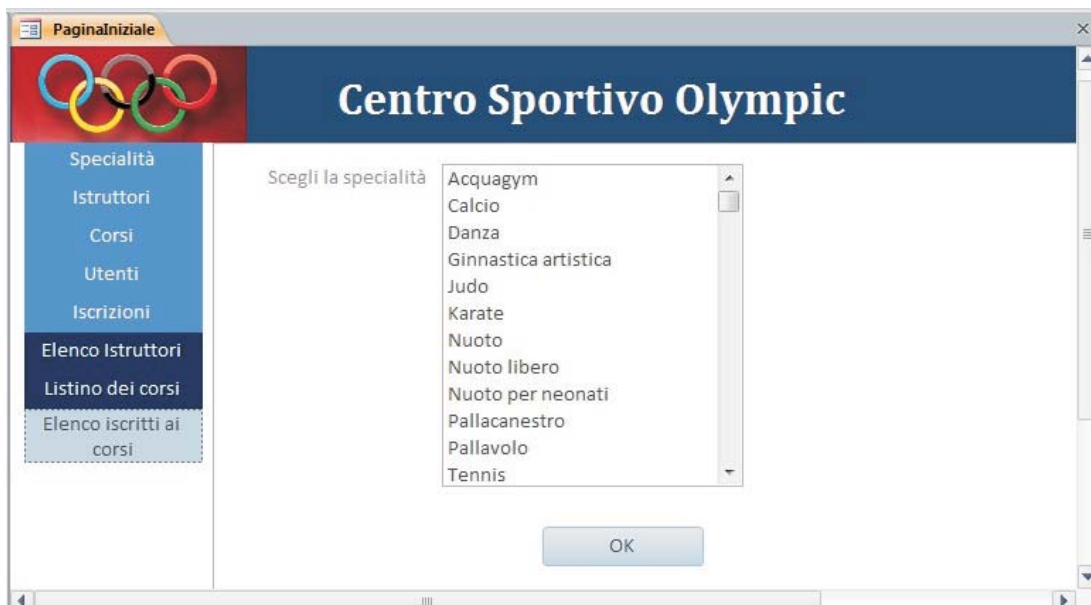 PaginaIniziale
Centro Sportivo Olympic
Specialità
Istruttori
Corsi
Utenti
Iscrizioni
Elenco Istruttori
Listino dei corsi
Elenco iscritti ai
corsi
Scegli la specialità
Acquagym
Calcio
Danza
Ginnastica artistica
Judo
Karate
Nuoto
Nuoto libero
Nuoto per neonati
Pallacanestro
Pallavolo
Tennis
OK